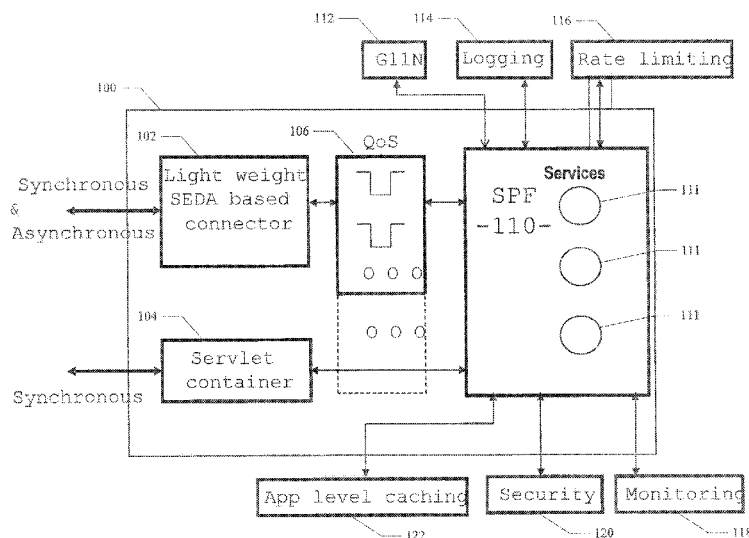 112
114
116
G11N
Logging
Rate limiting
100
102
106
QoS
Light weight
SEDA based
connector
Synchronous
&
Asynchronous
Services
SPF
-110-
111
111
111
O O O
O O O
104
Servlet
container
Synchronous
App level caching
Security
Monitoring
122
120
118